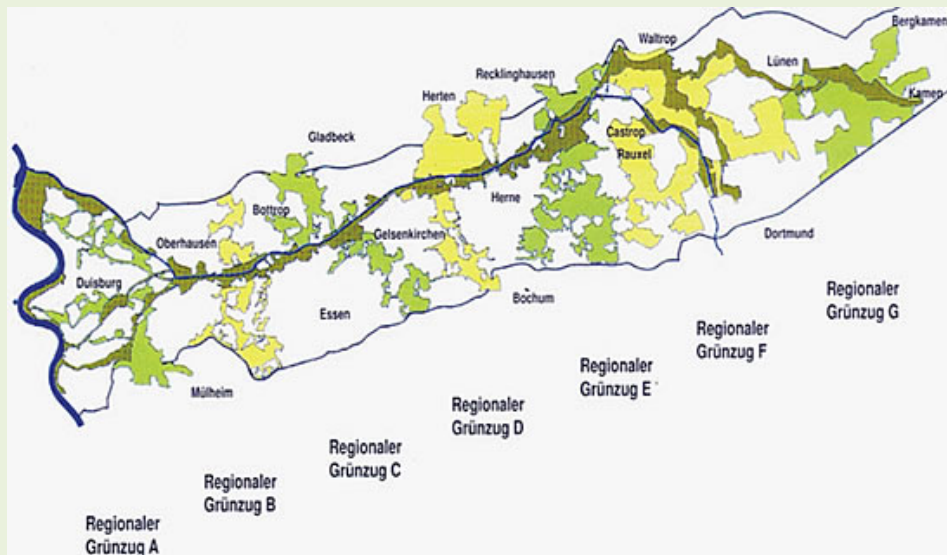 Bergkamen
Waltrop
Lünen
Recklinghausen
Kamen
Herten
Gladbeck
Castrop
Rauxel
Bottrop
Herne
Gelsenkirchen
Oberhausen
Dortmund
Duisburg
Essen
Bochum
Mülheim
Regionaler
Grünzug G
Regionaler
Grünzug F
Regionaler
Grünzug E
Regionaler
Grünzug D
Regionaler
Grünzug C
Regionaler
Grünzug B
Regionaler
Grünzug A